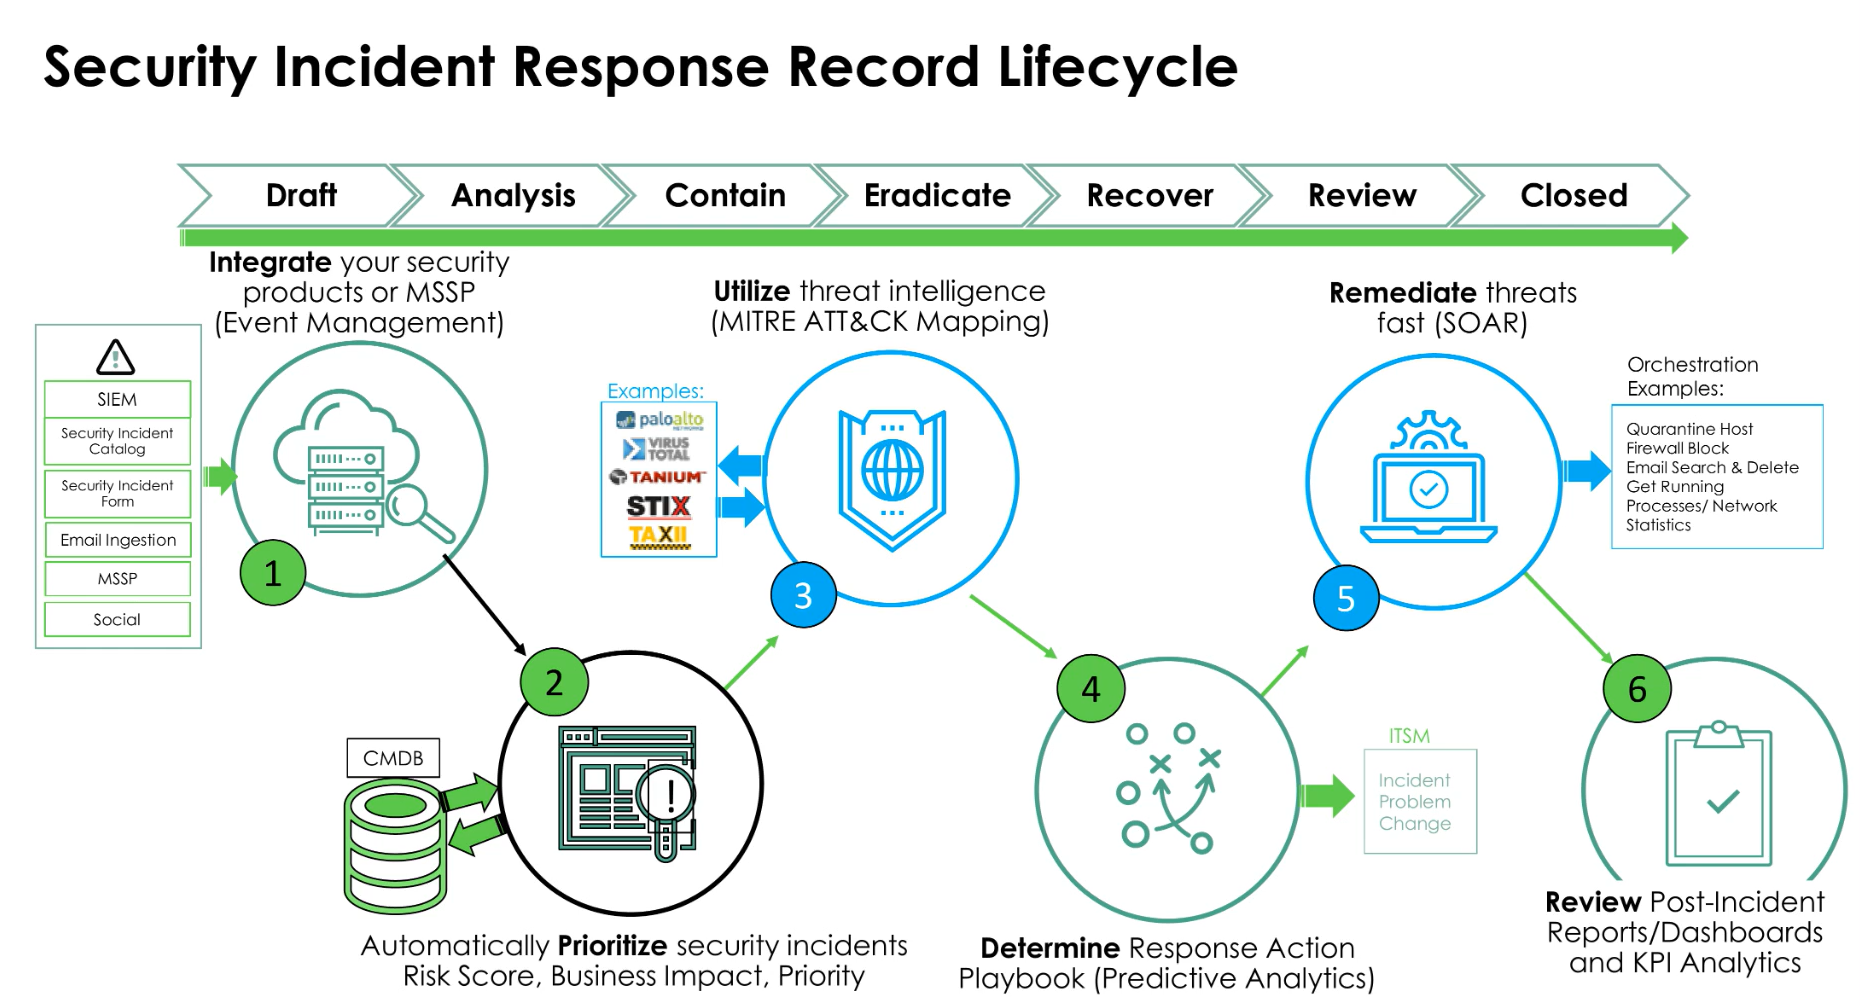 Security Incident Response Record Lifecycle
Draft
Analysis
Contain
Eradicate
Recover
Review
Closed
Integrate your security
products or MSSP
(Event Management)
SIEM
Security Incident
Catalog
Security Incident
Form
Email Ingestion
MSSP
Social
1
CMDB
2
Automatically Prioritize security incidents
Risk Score, Business Impact, Priority
Utilize threat intelligence
(MITRE ATT&CK Mapping)
Examples:
paloalto
NETWORKS
VIRUS
TOTAL
TANIUM™
STIX
TAXII
3
4
Determine Response Action
Playbook (Predictive Analytics)
ITSM
Incident
Problem
Change
Remediate threats
fast (SOAR)
5
Orchestration
Examples:
Quarantine Host
Firewall Block
Email Search & Delete
Get Running
Processes/ Network
Statistics
6
Review Post-Incident
Reports/Dashboards
and KPI Analytics